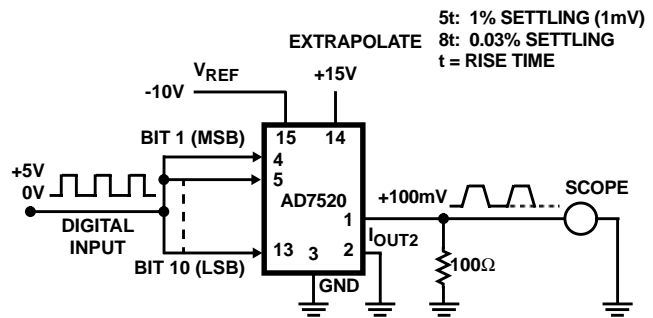 5t: 1% SETTLING (1mV)
EXTRAPOLATE 8t: 0.03% SETTLING
t = RISE TIME
VREF
-10V
+15V
BIT 1 (MSB)
15 14
4
5
+5V
0V
AD7520
+100mV
SCOPE
1
DIGITAL
INPUT
IOUT2
13 3 2
BIT 10 (LSB)
100Ω
GND